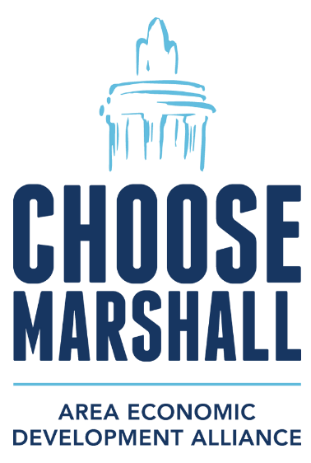 CHOOSE
MARSHALL
AREA ECONOMIC
DEVELOPMENT ALLIANCE